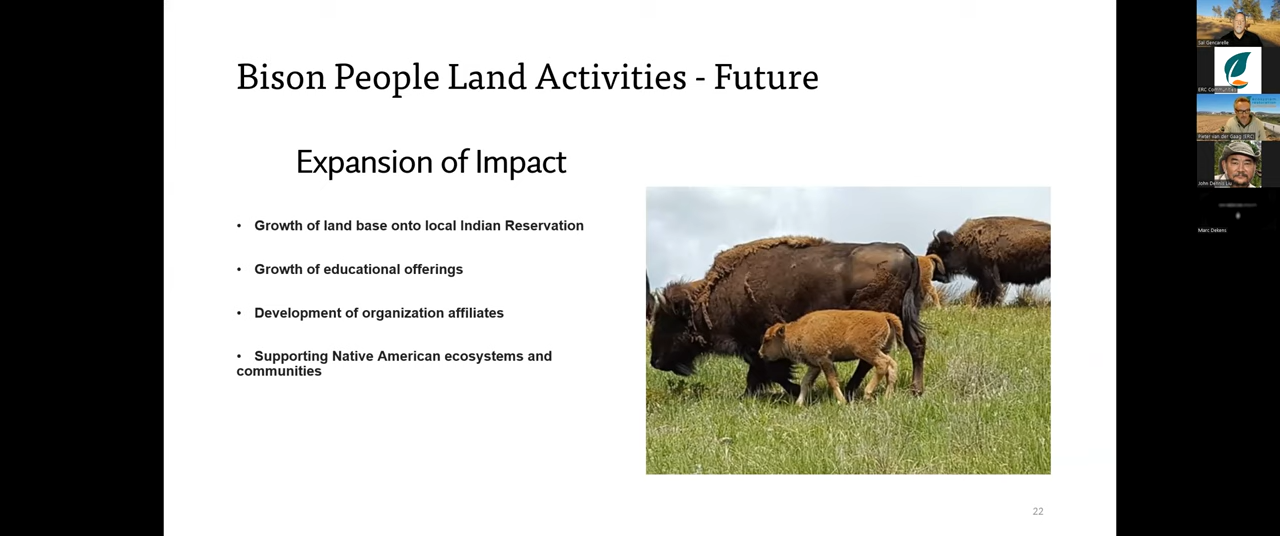 Bison People Land Activities - Future
Expansion of Impact
• Growth of land base onto local Indian Reservation
• Growth of educational offerings
• Development of organization affiliates
• Supporting Native American ecosystems and
communities
22
Sal Gencarelle
ERC Communities
Pieter van der Gaag (ERC)
John Dennis Liu
Marc Dekens